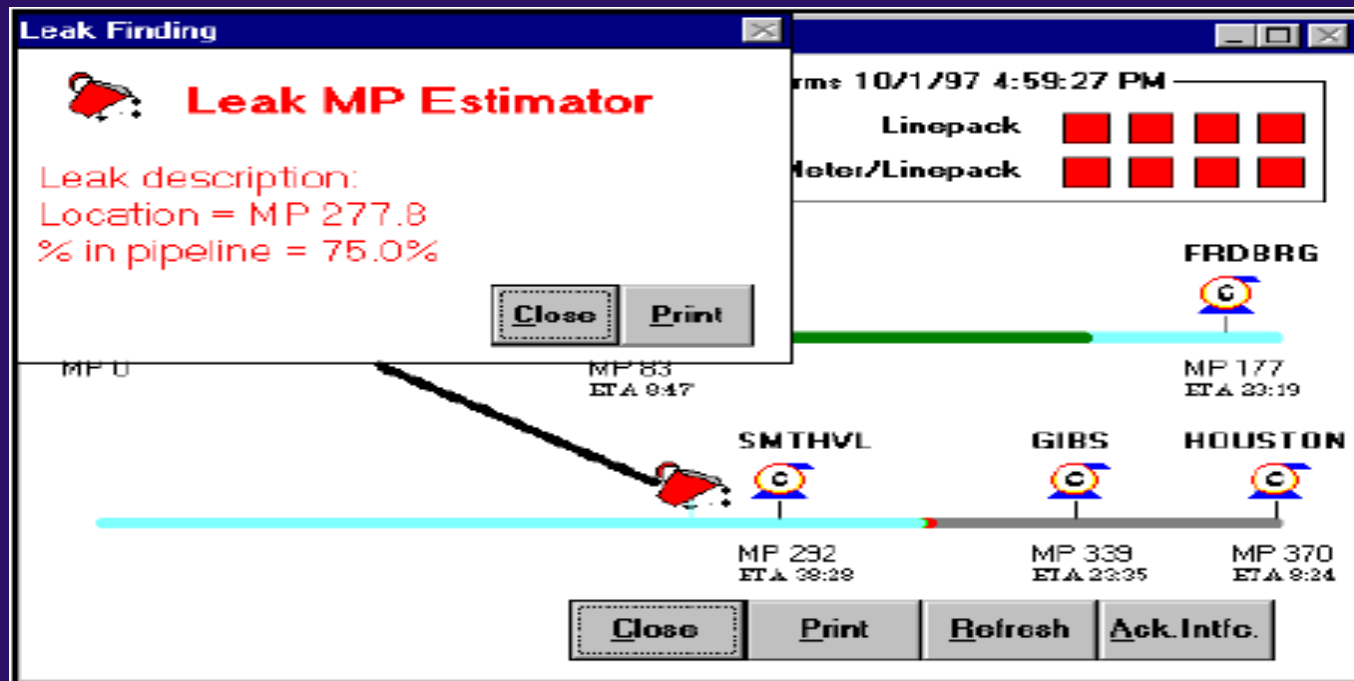 Leak Finding
Leak MP Estimator
Leak description:
Location = MP 277.8
% in pipeline = 75.0%
Close Print
rms 10/1/97 4:59:27 PM
Linepack
Meter/Linepack
FRDBRG
C
MP 0 MP 83 MP 177
ETA 8:47 ETA 23:19
SMTHVL GIBS HOUSTON
C C C
MP 292 MP 339 MP 370
ETA 38:28 ETA 23:35 ETA 8:24
Close Print Refresh Ack.Intfc.